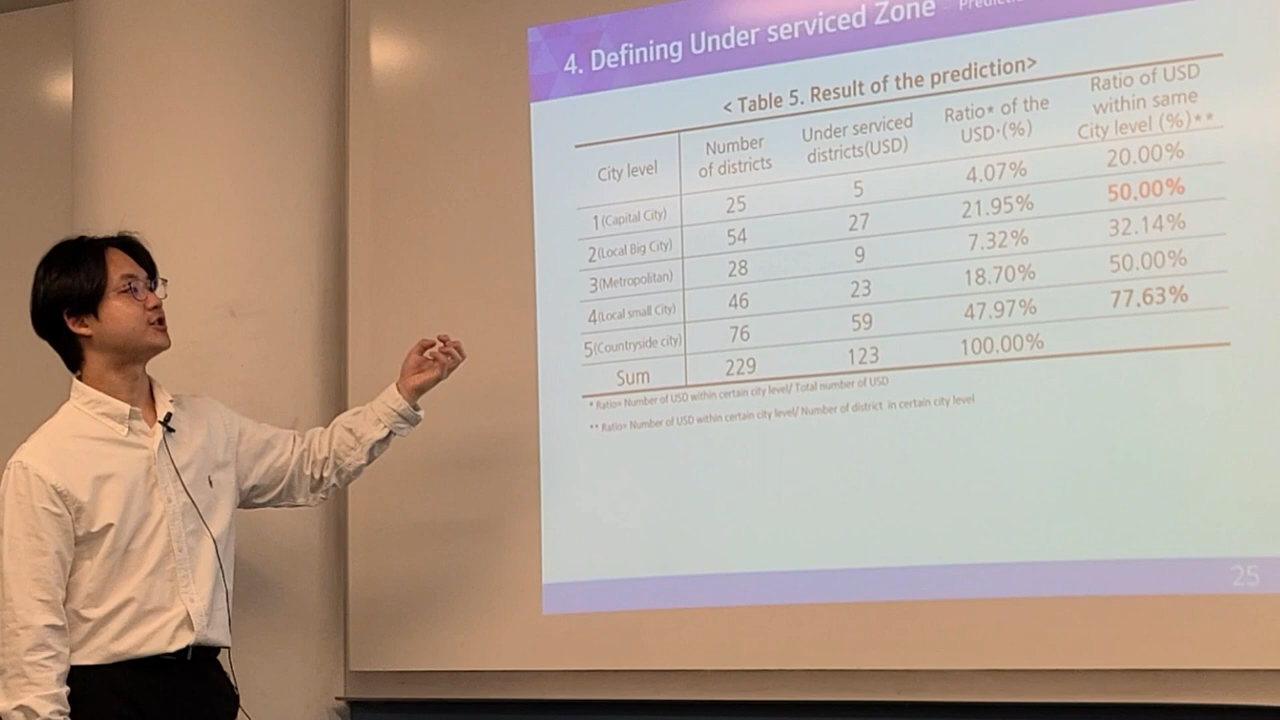 4. Defining Under serviced Zone
< Table 5. Result of the prediction>
City level
Number
of districts
Under serviced
districts(USD)
Ratio* of the
USD*(%)
Ratio of USD
within same
City level (%)**
1(Capital City) 25 5 4.07% 20.00%
2(Local Big City) 54 27 21.95% 50.00%
3(Metropolitan) 28 9 7.32% 32.14%
4(Local small City) 46 23 18.70% 50.00%
5(Countryside city) 76 59 47.97% 77.63%
Sum 229 123 100.00%
* Ratio= Number of USD within certain city level/ Total number of USD
** Ratio= Number of USD within certain city level/ Number of district in certain city level
25